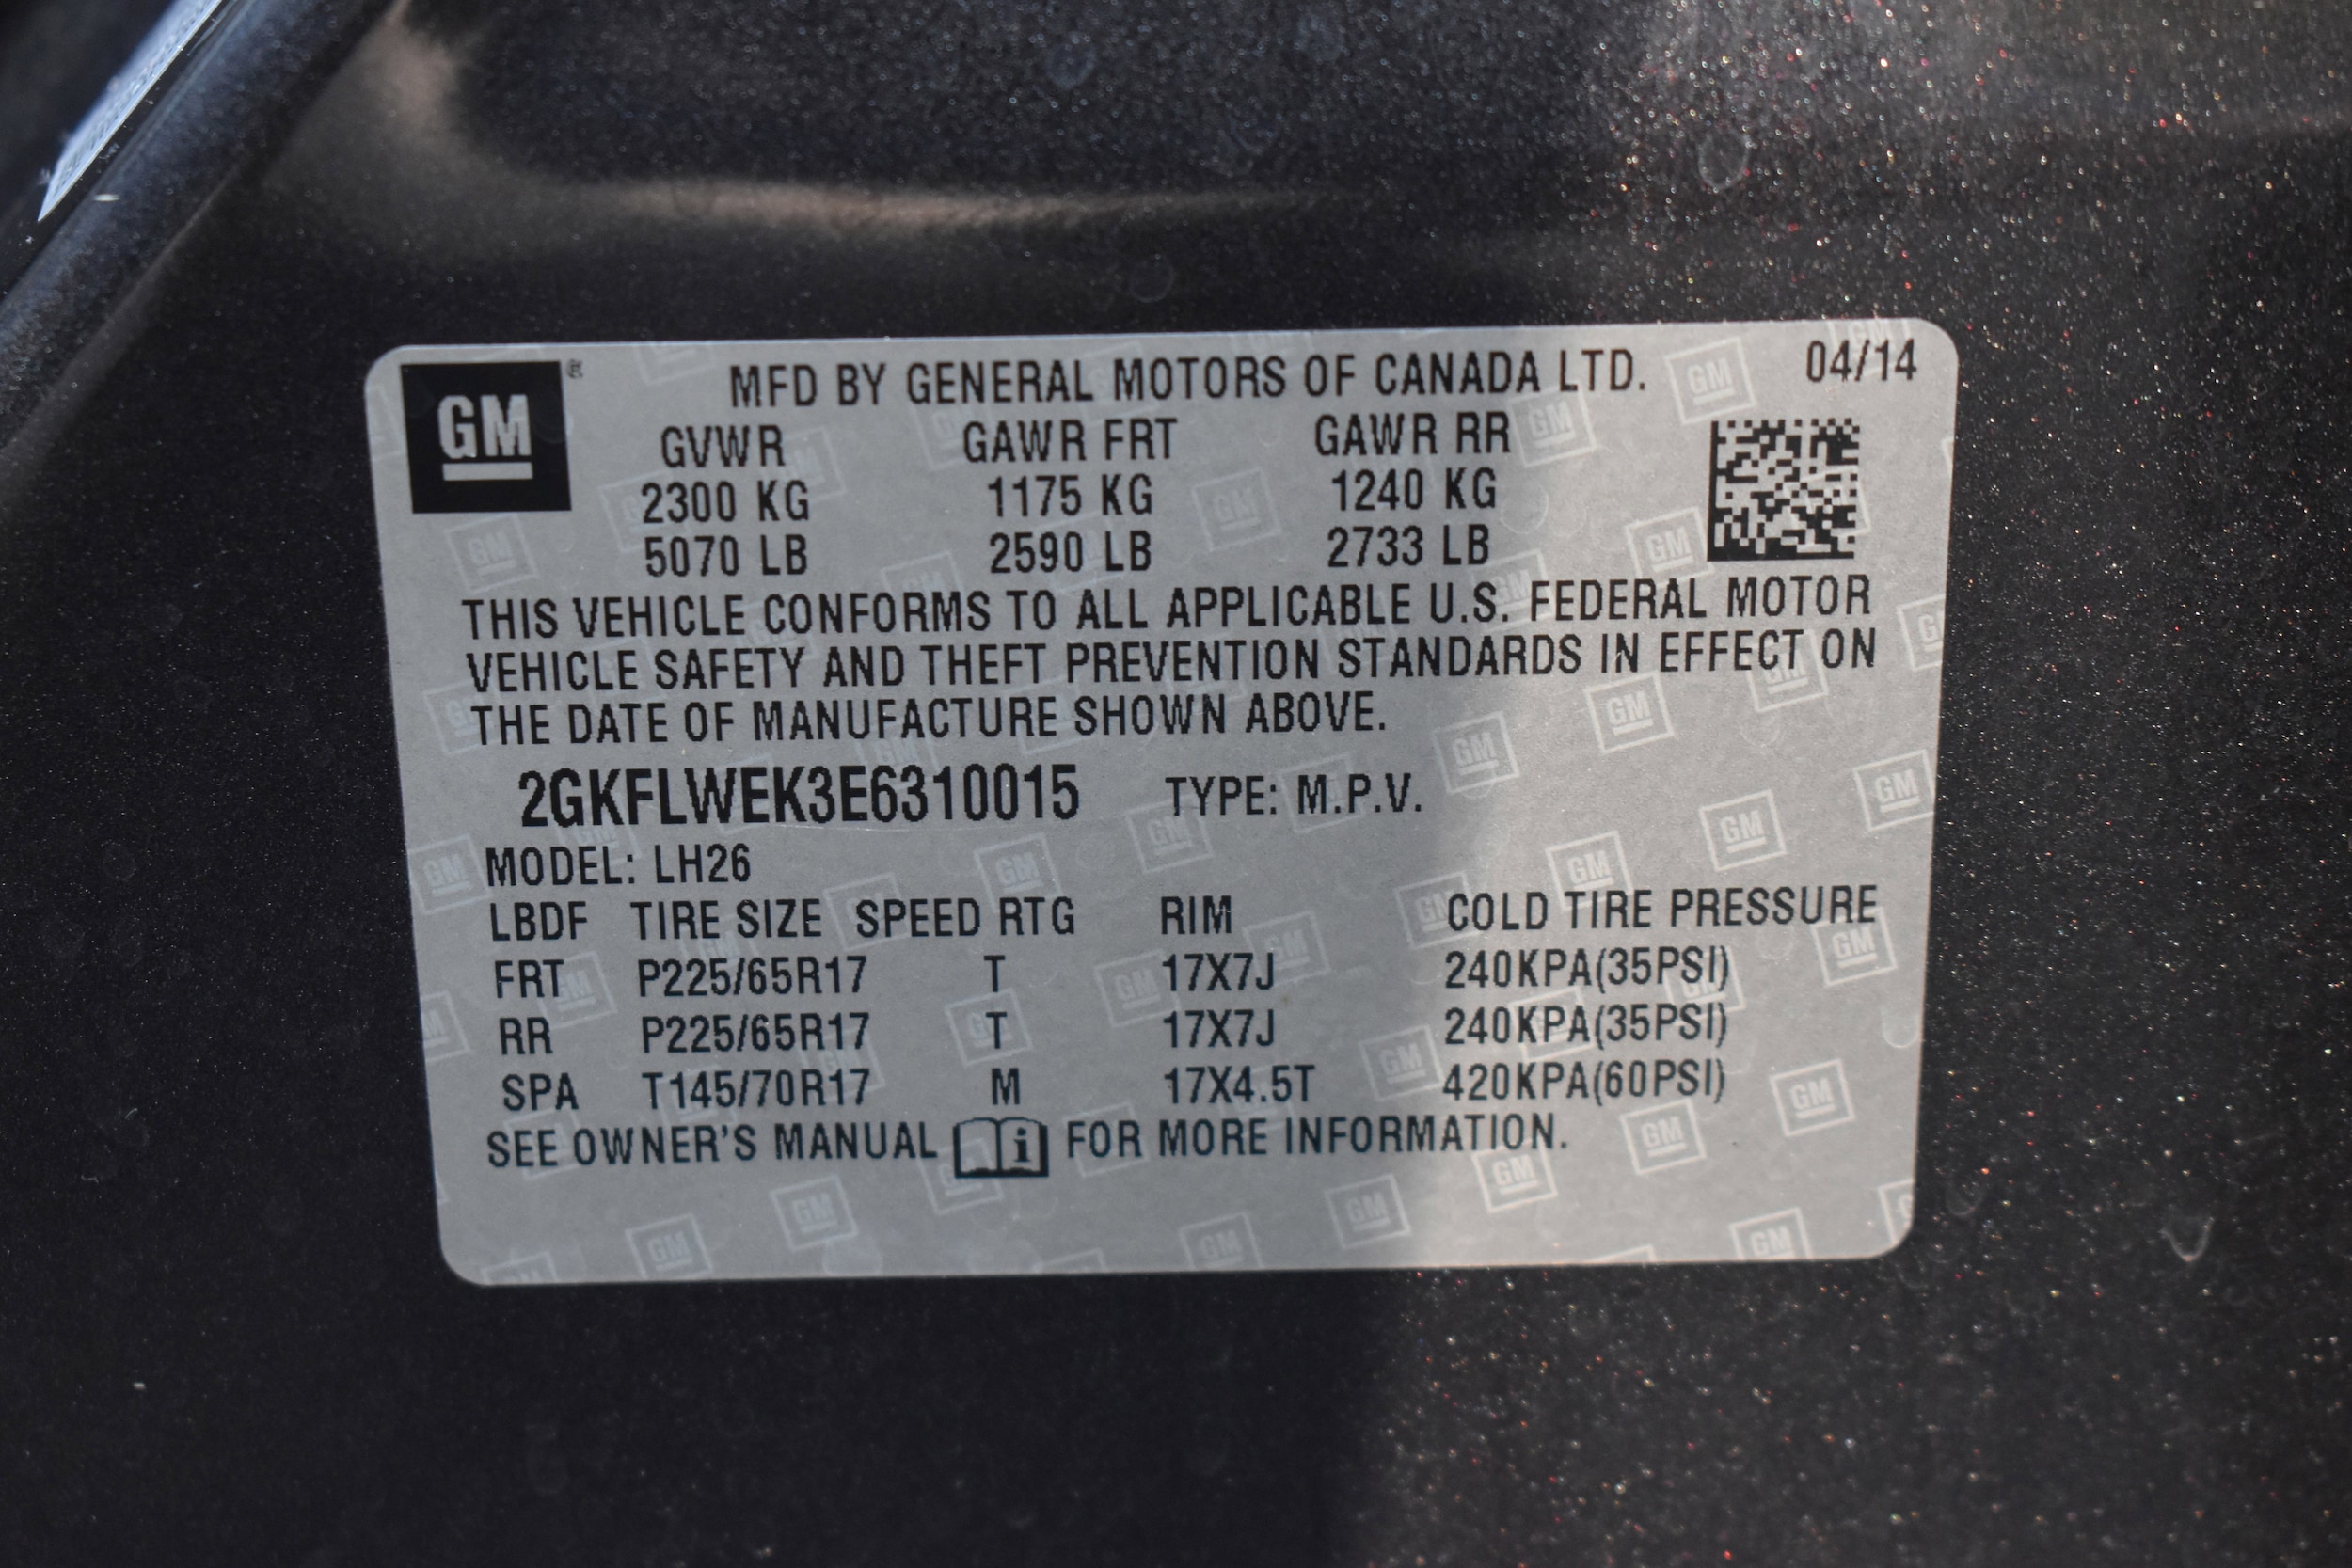 GM ®
MFD BY GENERAL MOTORS OF CANADA LTD. 04/14
GVWR GAWR FRT GAWR RR
2300 KG 1175 KG 1240 KG
5070 LB 2590 LB 2733 LB
THIS VEHICLE CONFORMS TO ALL APPLICABLE U.S. FEDERAL MOTOR
VEHICLE SAFETY AND THEFT PREVENTION STANDARDS IN EFFECT ON
THE DATE OF MANUFACTURE SHOWN ABOVE.
2GKFLWEK3E6310015 TYPE: M.P.V.
MODEL: LH26
LBDF TIRE SIZE SPEED RTG RIM COLD TIRE PRESSURE
FRT P225/65R17 T 17X7J 240KPA(35PSI)
RR P225/65R17 T 17X7J 240KPA(35PSI)
SPA T145/70R17 M 17X4.5T 420KPA(60PSI)
SEE OWNER'S MANUAL i FOR MORE INFORMATION.